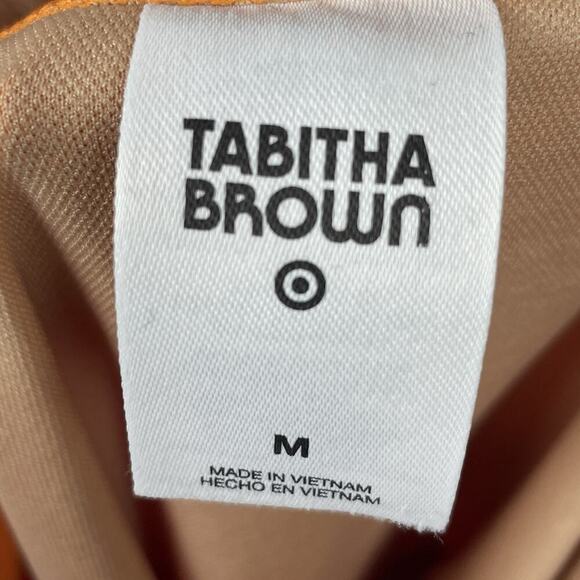 TABITHA
BROWN
M
MADE IN VIETNAM
HECHO EN VIETNAM